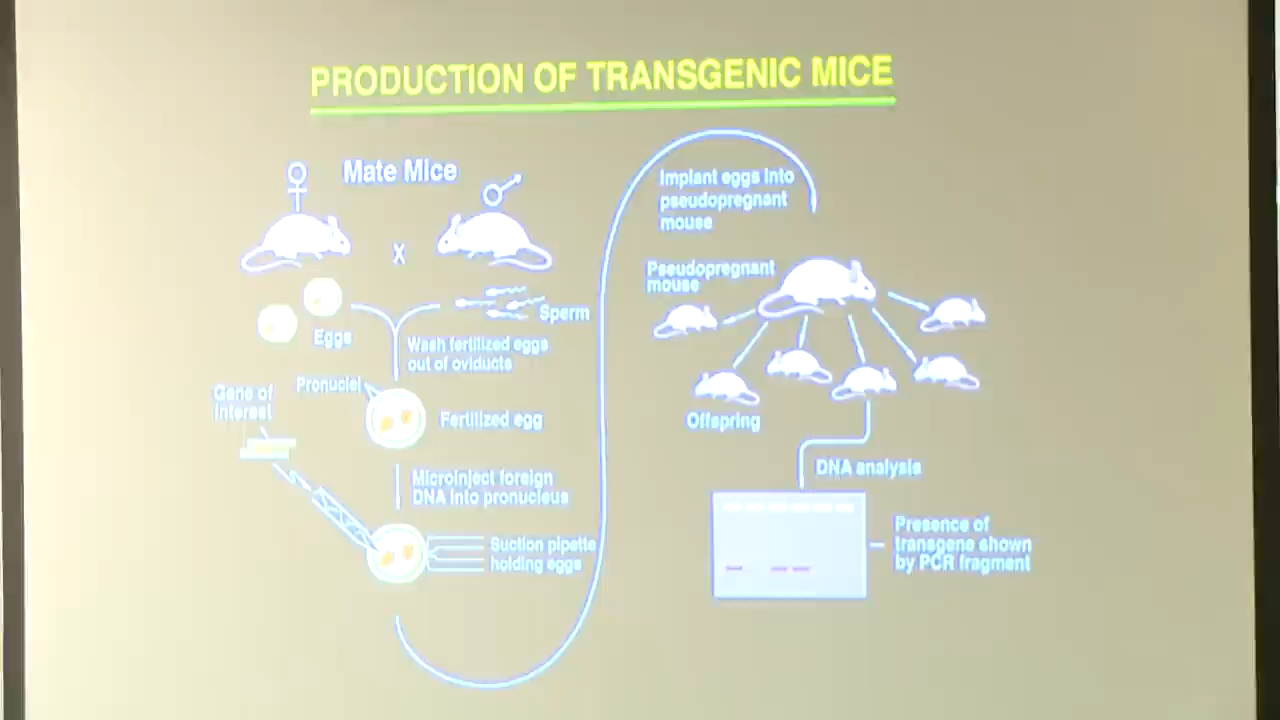 PRODUCTION OF TRANSGENIC MICE
Mate Mice
X
Eggs
Sperm
Wash fertilized eggs
out of oviducts
Pronuclei
Gene of
interest
Fertilized egg
Microinject foreign
DNA into pronucleus
Suction pipette
holding eggs
Implant eggs into
pseudopregnant
mouse
Pseudopregnant
mouse
Offspring
DNA analysis
Presence of
transgene shown
by PCR fragment